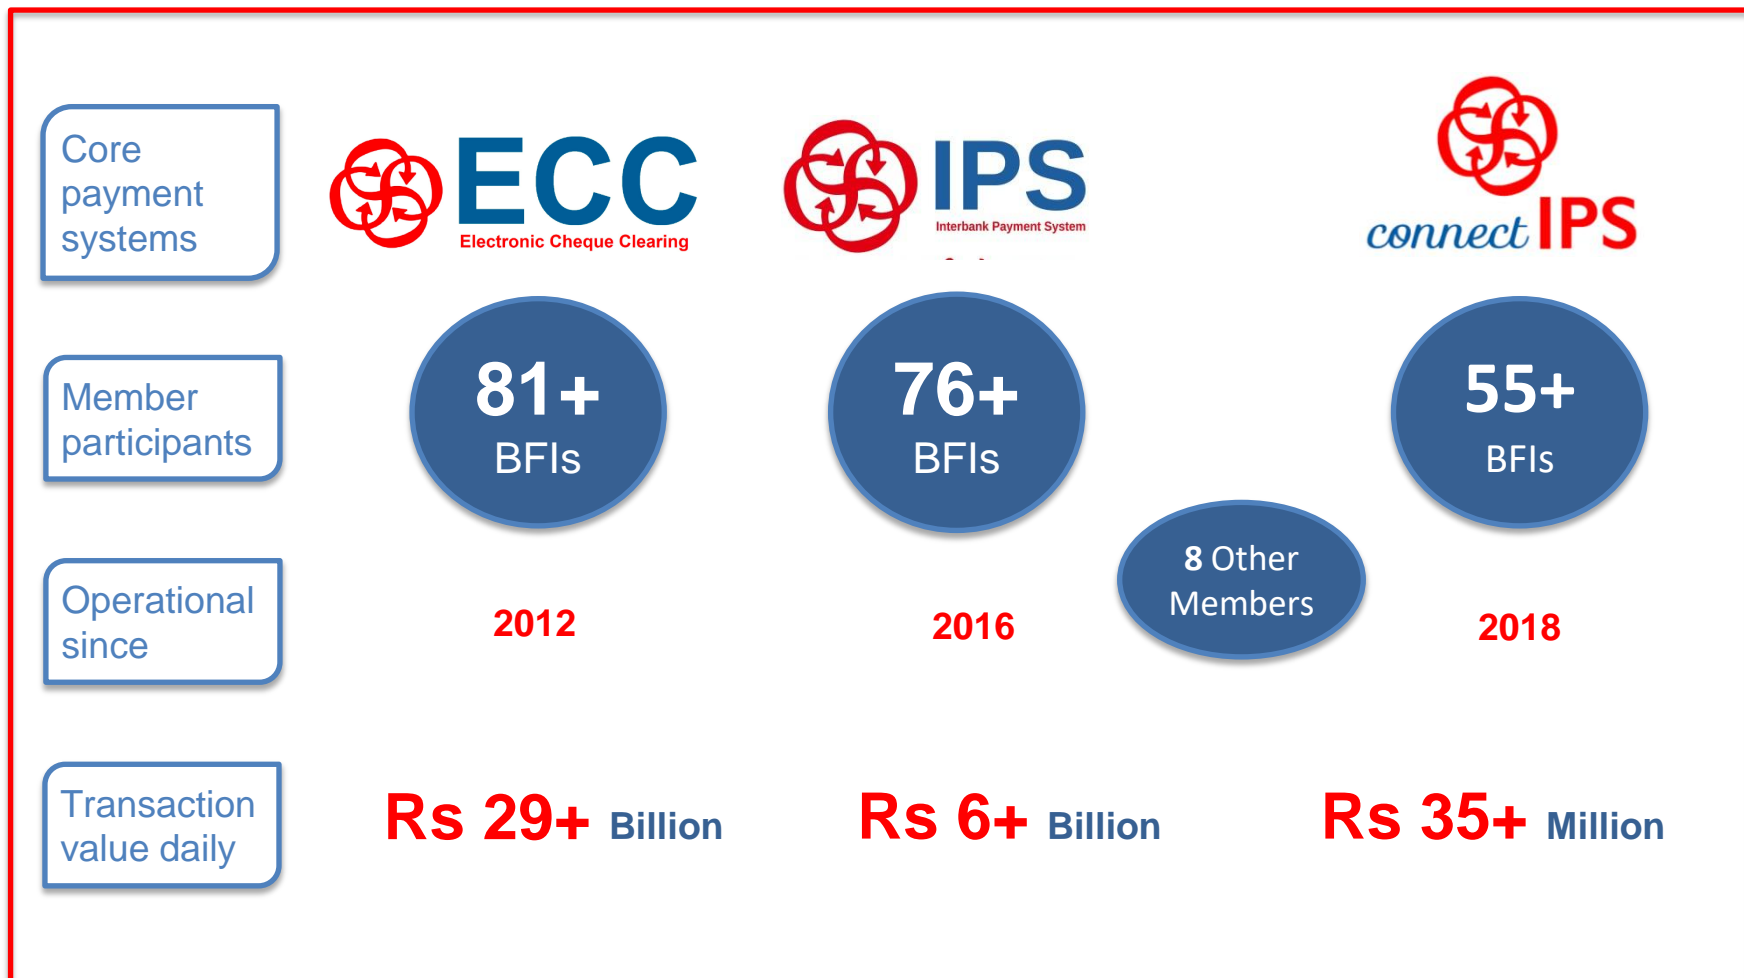 Core
payment
systems
ECC
Electronic Cheque Clearing
IPS
Interbank Payment System
connectIPS
Member
participants
81+
BFIs
76+
BFIs
55+
BFIs
8 Other
Members
Operational
since
2012
2016
2018
Transaction
value daily
Rs 29+ Billion
Rs 6+ Billion
Rs 35+ Million